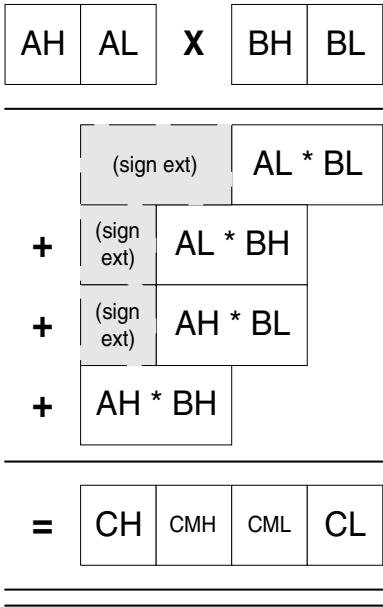 AH AL X BH BL
(sign ext) AL * BL
+ (sign ext) AL * BH
+ (sign ext) AH * BL
+ AH * BH
= CH CMH CML CL